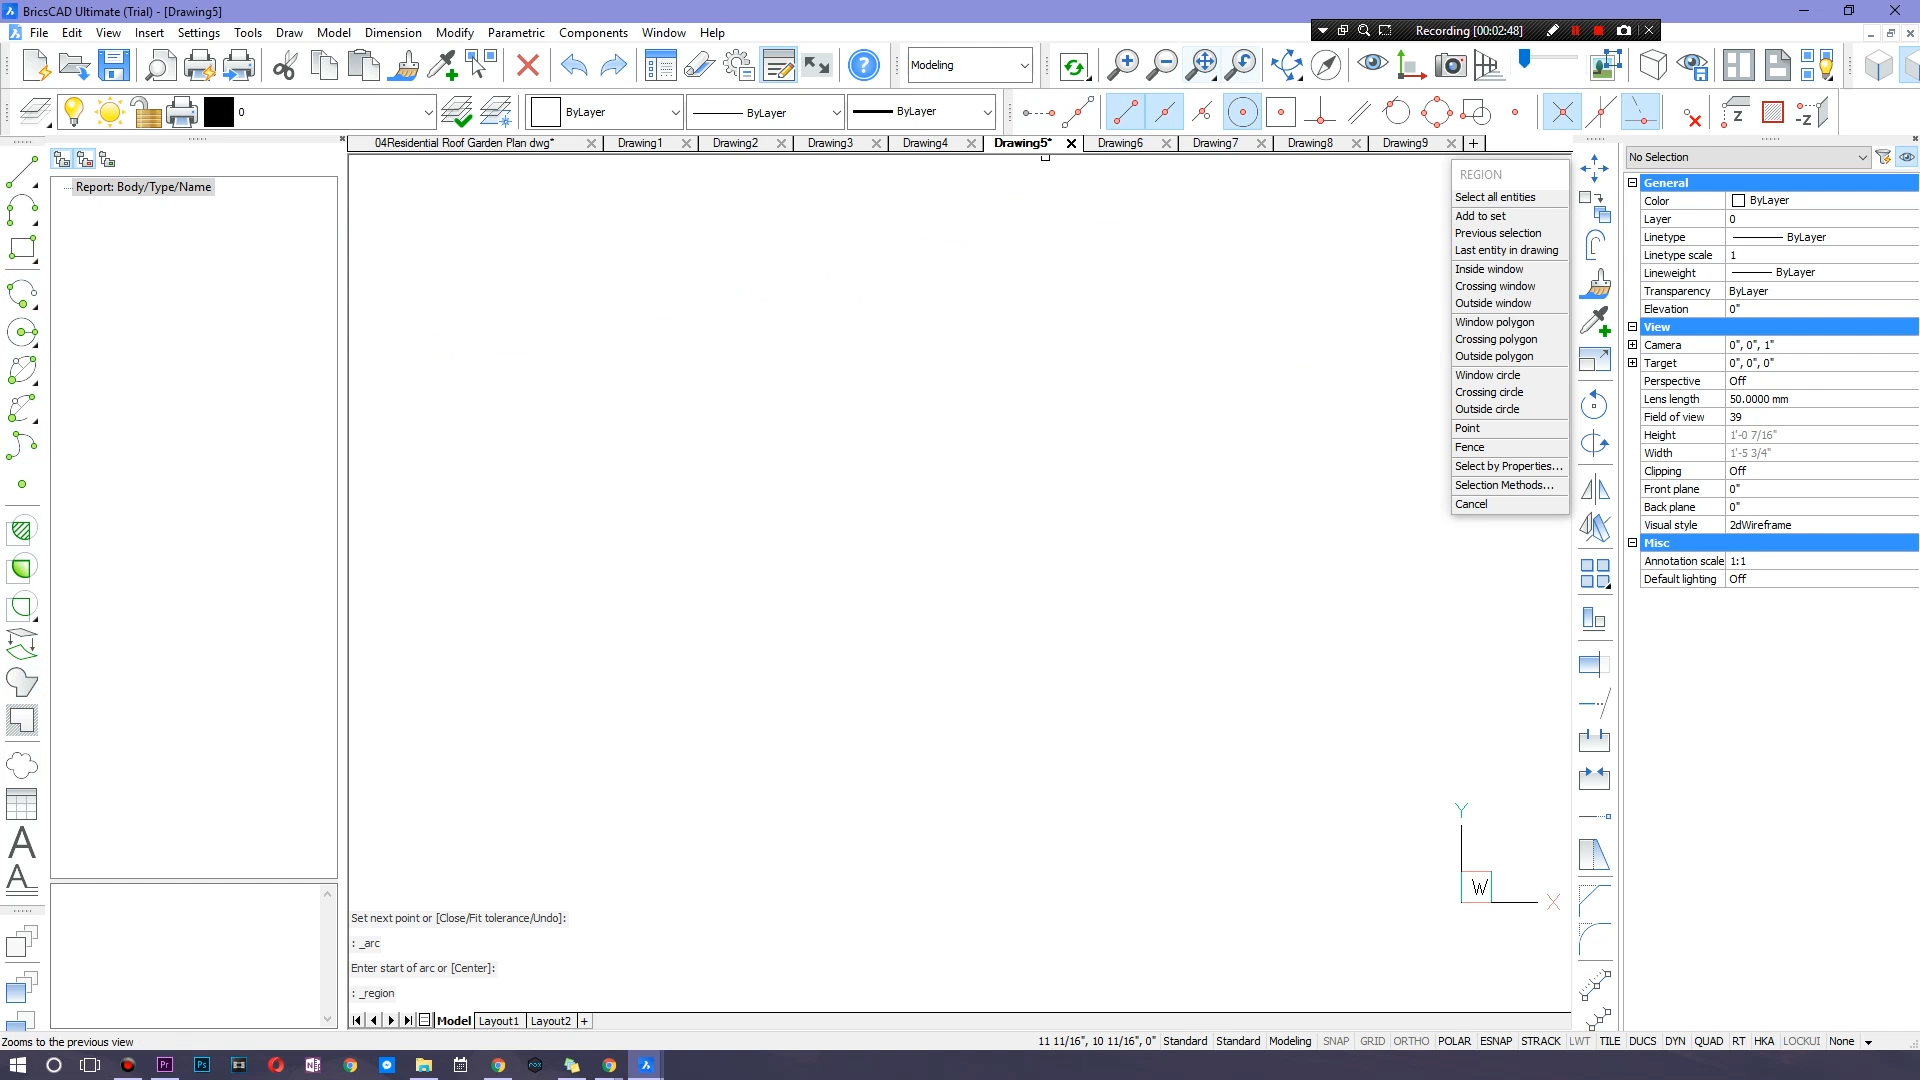 BricsCAD Ultimate (Trial) - [Drawing5]
File Edit View Insert Settings Tools Draw Model Dimension Modify Parametric Components Window Help
Recording [00:02:48]
Modeling
0
ByLayer
ByLayer
ByLayer
04Residential Roof Garden Plan dwg*
Drawing1
Drawing2
Drawing3
Drawing4
Drawing5*
Drawing6
Drawing7
Drawing8
Drawing9
Report: Body/Type/Name
REGION
Select all entities
Add to set
Previous selection
Last entity in drawing
Inside window
Crossing window
Outside window
Window polygon
Crossing polygon
Outside polygon
Window circle
Crossing circle
Outside circle
Point
Fence
Select by Properties...
Selection Methods...
Cancel
No Selection
General
Color ByLayer
Layer 0
Linetype ByLayer
Linetype scale 1
Lineweight ByLayer
Transparency ByLayer
Elevation 0"
View
Camera 0", 0", 1"
Target 0", 0", 0"
Perspective Off
Lens length 50.0000 mm
Field of view 39
Height 1'-0 7/16"
Width 1'-5 3/4"
Clipping Off
Front plane 0"
Back plane 0"
Visual style 2dWireframe
Misc
Annotation scale 1:1
Default lighting Off
Y
W
X
Set next point or [Close/Fit tolerance/Undo]:
: _arc
Enter start of arc or [Center]:
: _region
Model Layout1 Layout2
Zooms to the previous view
11 11/16", 10 11/16", 0" Standard Standard Modeling SNAP GRID ORTHO POLAR ESNAP STRACK LWT TILE DUCS DYN QUAD RT HKA LOCKUI None